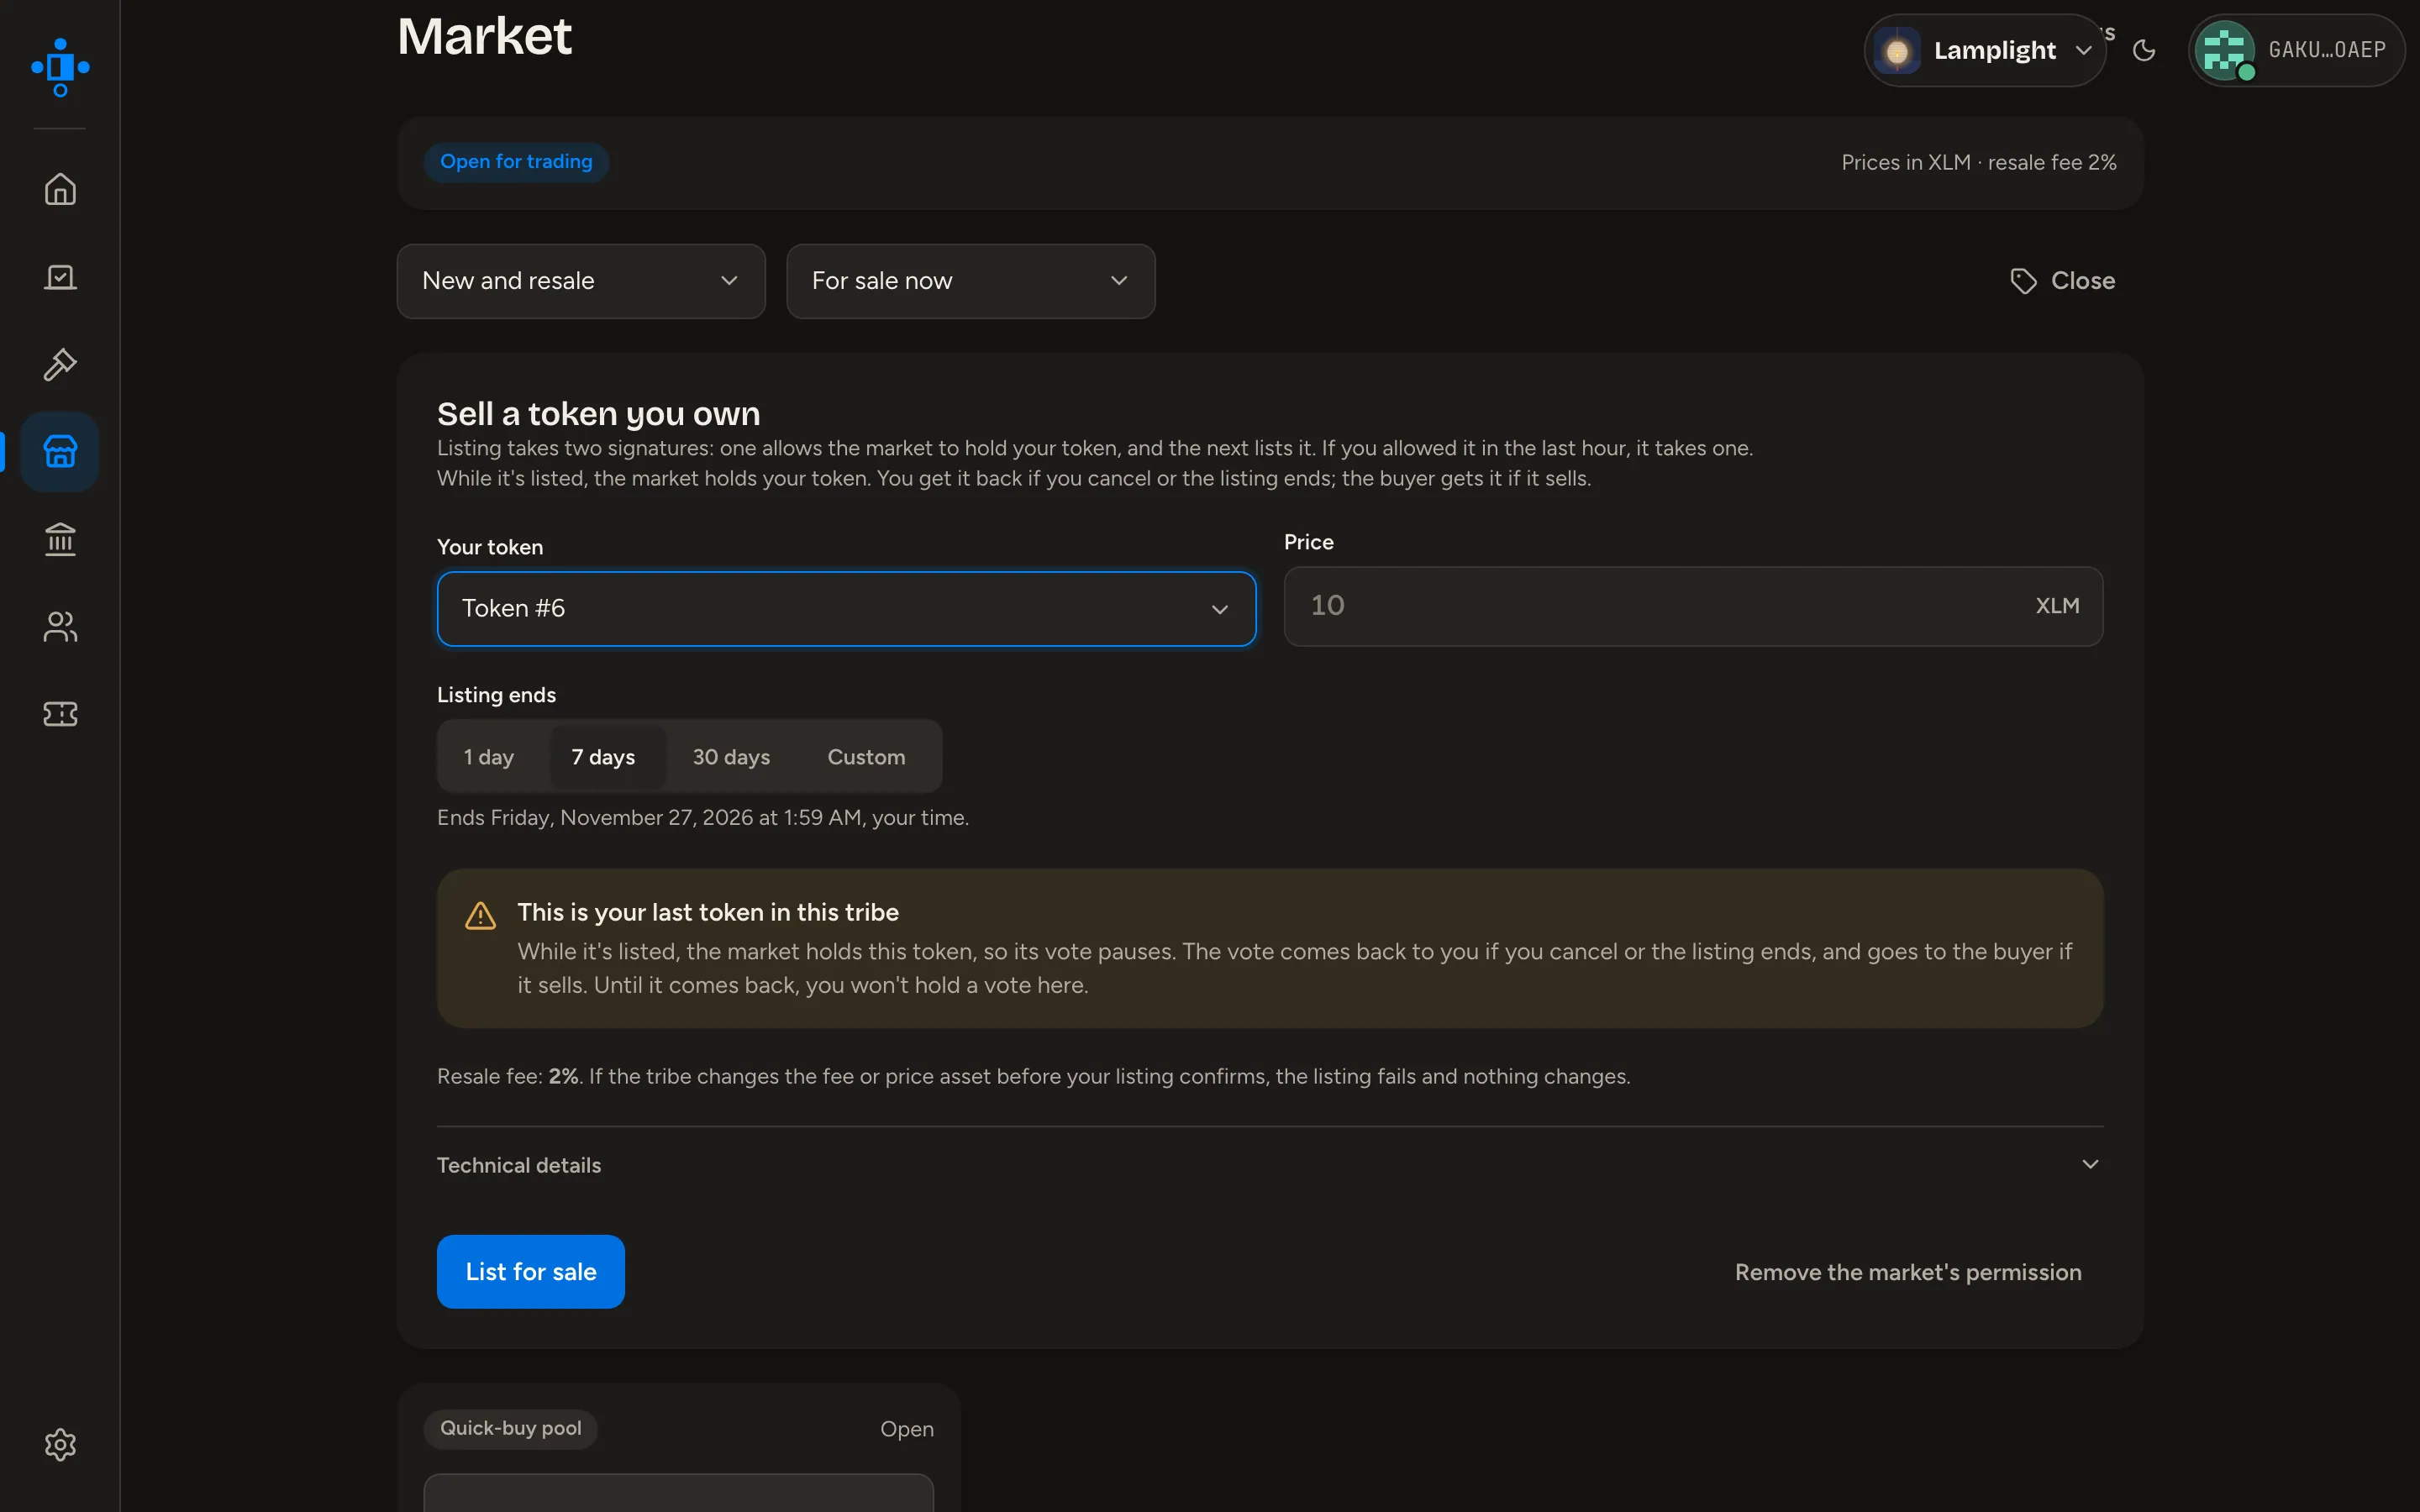 Market
Lamplight
GAKU...OAEP
Open for trading
Prices in XLM · resale fee 2%
New and resale
For sale now
Close
Sell a token you own
Listing takes two signatures: one allows the market to hold your token, and the next lists it. If you allowed it in the last hour, it takes one.
While it's listed, the market holds your token. You get it back if you cancel or the listing ends; the buyer gets it if it sells.
Your token
Price
Token #6
10
XLM
Listing ends
1 day
7 days
30 days
Custom
Ends Friday, November 27, 2026 at 1:59 AM, your time.
This is your last token in this tribe
While it's listed, the market holds this token, so its vote pauses. The vote comes back to you if you cancel or the listing ends, and goes to the buyer if
it sells. Until it comes back, you won't hold a vote here.
Resale fee: 2%. If the tribe changes the fee or price asset before your listing confirms, the listing fails and nothing changes.
Technical details
List for sale
Remove the market's permission
Quick-buy pool
Open